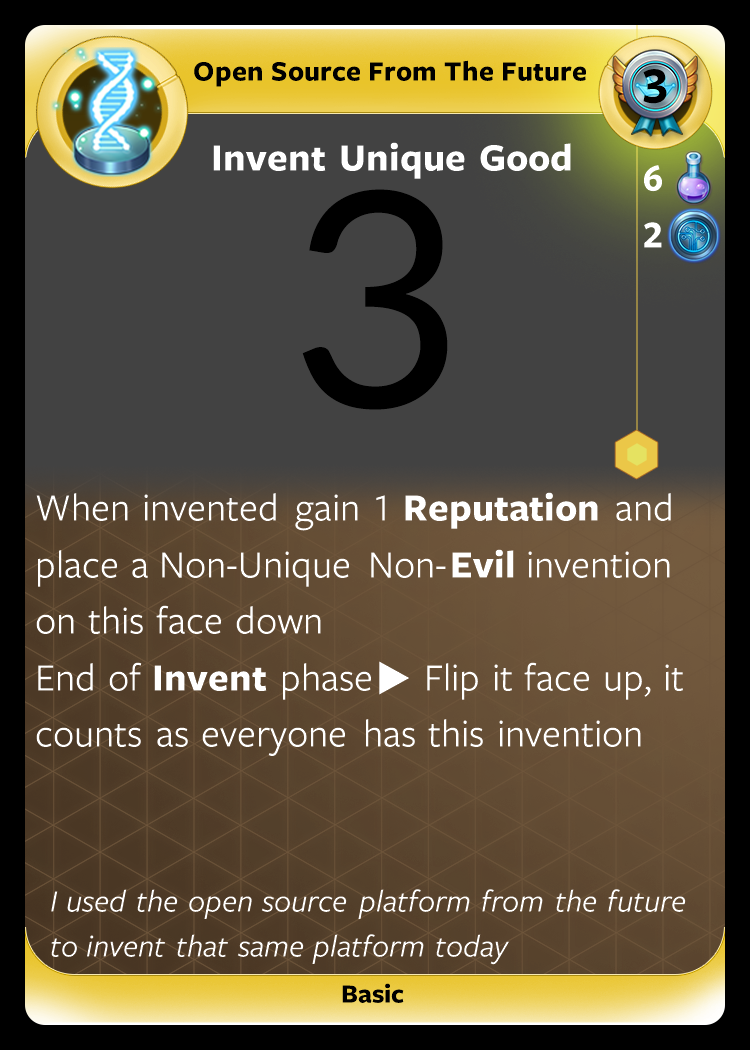 Open Source From The Future
3
Invent Unique Good
6
2
3
When invented gain 1 Reputation and
place a Non-Unique Non-Evil invention
on this face down
End of Invent phase▶ Flip it face up, it
counts as everyone has this invention
I used the open source platform from the future
to invent that same platform today
Basic